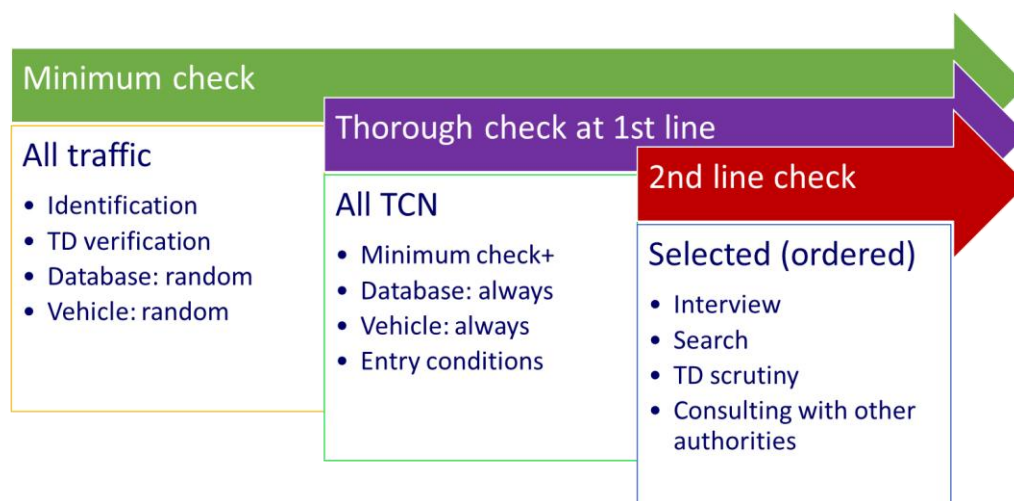 Minimum check
All traffic
• Identification
• TD verification
• Database: random
• Vehicle: random
Thorough check at 1st line
All TCN
• Minimum check+
• Database: always
• Vehicle: always
• Entry conditions
2nd line check
Selected (ordered)
• Interview
• Search
• TD scrutiny
• Consulting with other
authorities